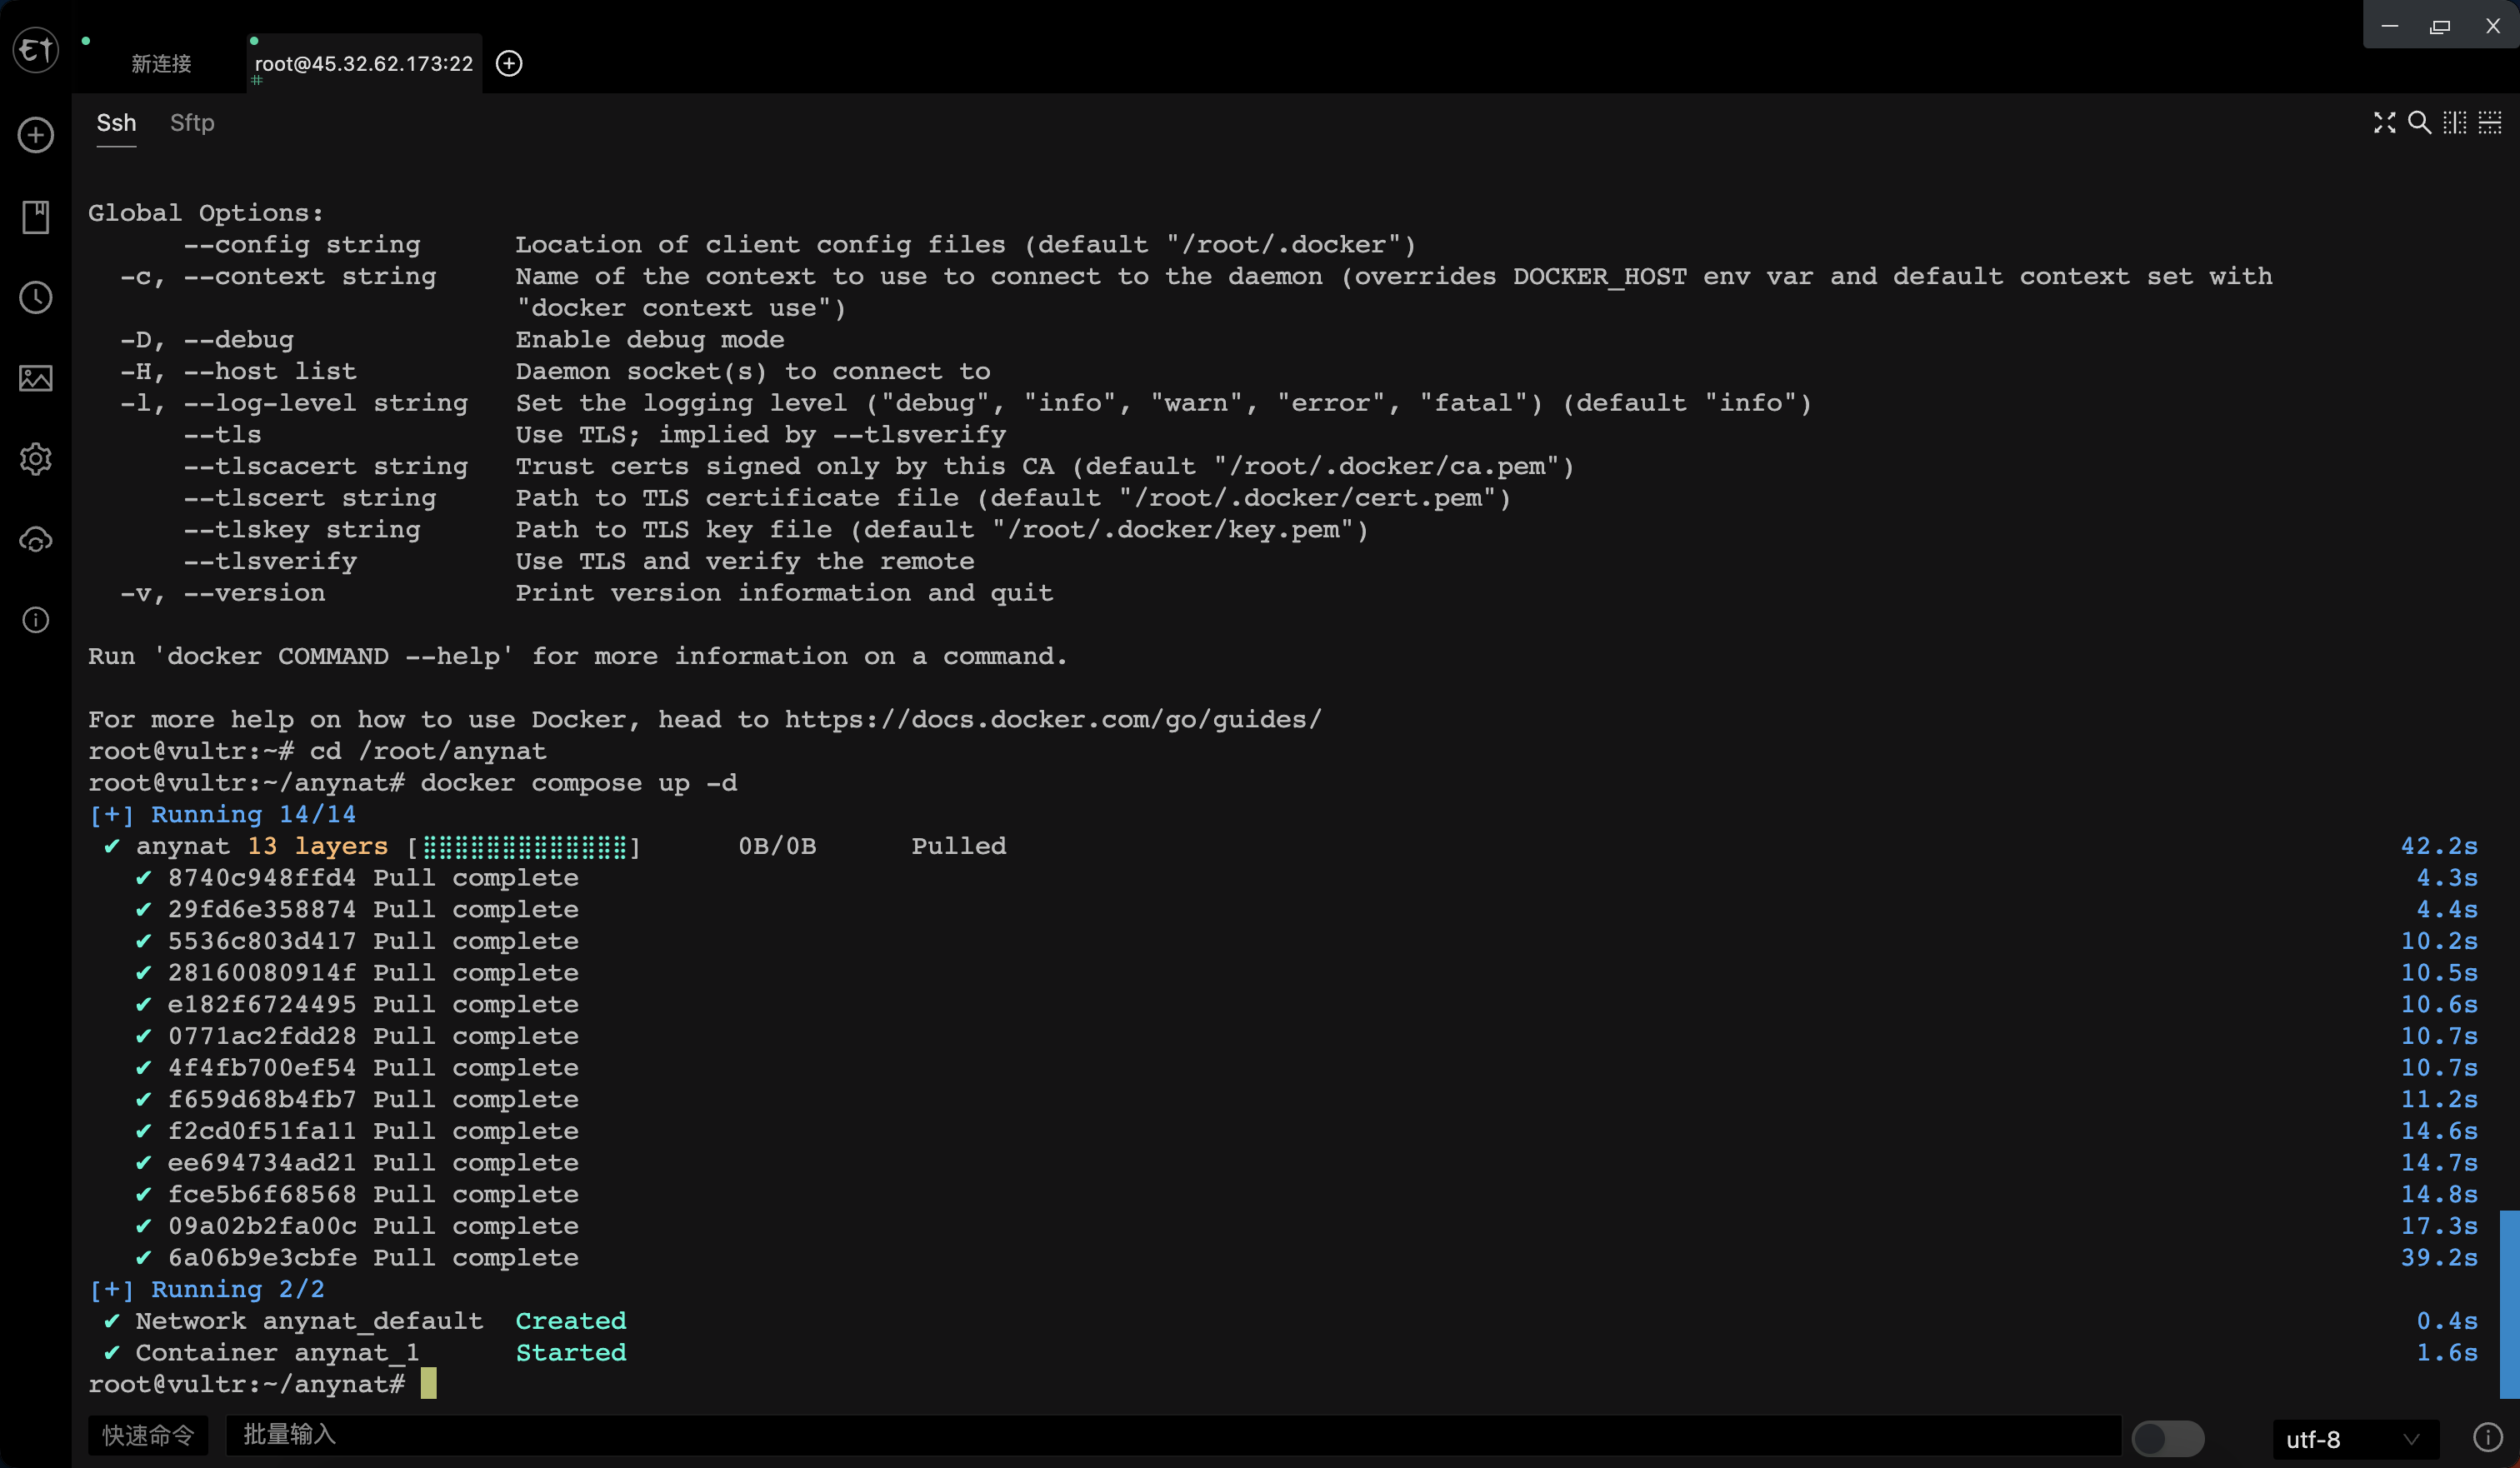 新连接
root@45.32.62.173:22
#
Ssh Sftp
Global Options:
      --config string      Location of client config files (default "/root/.docker")
  -c, --context string     Name of the context to use to connect to the daemon (overrides DOCKER_HOST env var and default context set with
                           "docker context use")
  -D, --debug              Enable debug mode
  -H, --host list          Daemon socket(s) to connect to
  -l, --log-level string   Set the logging level ("debug", "info", "warn", "error", "fatal") (default "info")
      --tls                Use TLS; implied by --tlsverify
      --tlscacert string   Trust certs signed only by this CA (default "/root/.docker/ca.pem")
      --tlscert string     Path to TLS certificate file (default "/root/.docker/cert.pem")
      --tlskey string      Path to TLS key file (default "/root/.docker/key.pem")
      --tlsverify          Use TLS and verify the remote
  -v, --version            Print version information and quit
Run 'docker COMMAND --help' for more information on a command.
For more help on how to use Docker, head to https://docs.docker.com/go/guides/
root@vultr:~# cd /root/anynat
root@vultr:~/anynat# docker compose up -d
[+] Running 14/14
 ✔ anynat 13 layers [⣿⣿⣿⣿⣿⣿⣿⣿⣿⣿⣿⣿⣿]      0B/0B      Pulled 42.2s
   ✔ 8740c948ffd4 Pull complete 4.3s
   ✔ 29fd6e358874 Pull complete 4.4s
   ✔ 5536c803d417 Pull complete 10.2s
   ✔ 28160080914f Pull complete 10.5s
   ✔ e182f6724495 Pull complete 10.6s
   ✔ 0771ac2fdd28 Pull complete 10.7s
   ✔ 4f4fb700ef54 Pull complete 10.7s
   ✔ f659d68b4fb7 Pull complete 11.2s
   ✔ f2cd0f51fa11 Pull complete 14.6s
   ✔ ee694734ad21 Pull complete 14.7s
   ✔ fce5b6f68568 Pull complete 14.8s
   ✔ 09a02b2fa00c Pull complete 17.3s
   ✔ 6a06b9e3cbfe Pull complete 39.2s
[+] Running 2/2
 ✔ Network anynat_default  Created 0.4s
 ✔ Container anynat_1      Started 1.6s
root@vultr:~/anynat#
快速命令 批量输入 utf-8